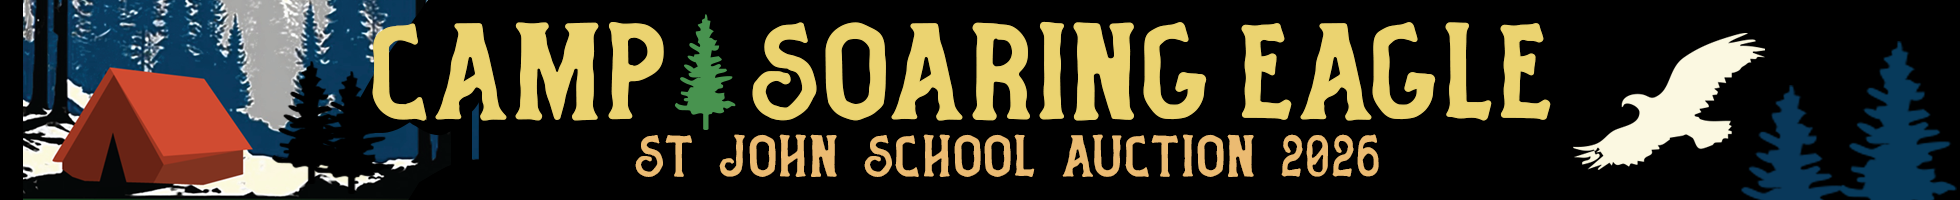 CAMP SOARING EAGLE
ST JOHN SCHOOL AUCTION 2026